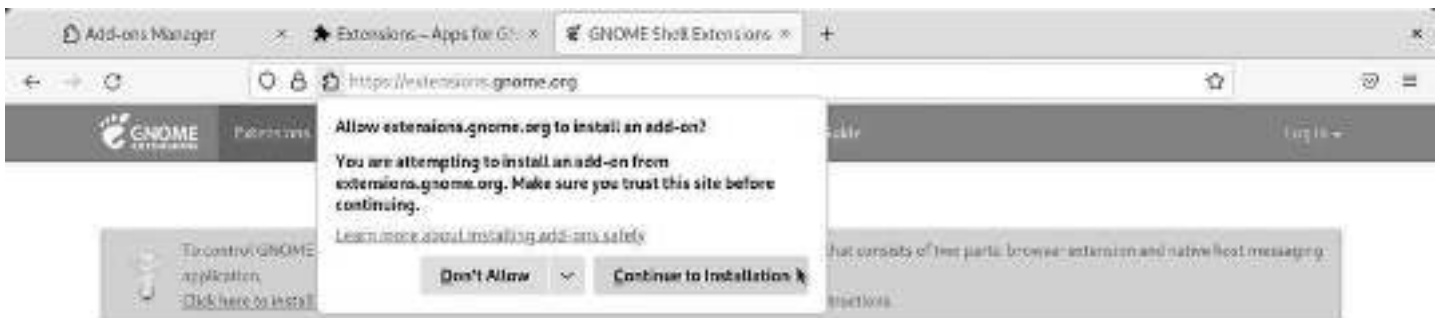 Add-ons Manager × Extensions – Apps for G × GNOME Shell Extensions × +
https://extensions.gnome.org
GNOME
EXTENSIONS
Extensions
Log in
Allow extensions.gnome.org to install an add-on?
You are attempting to install an add-on from
extensions.gnome.org. Make sure you trust this site before
continuing.
Learn more about installing add-ons safely
Don't Allow Continue to Installation
To control GNOME that consists of two parts: browser extension and native host messaging
application.
Click here to install